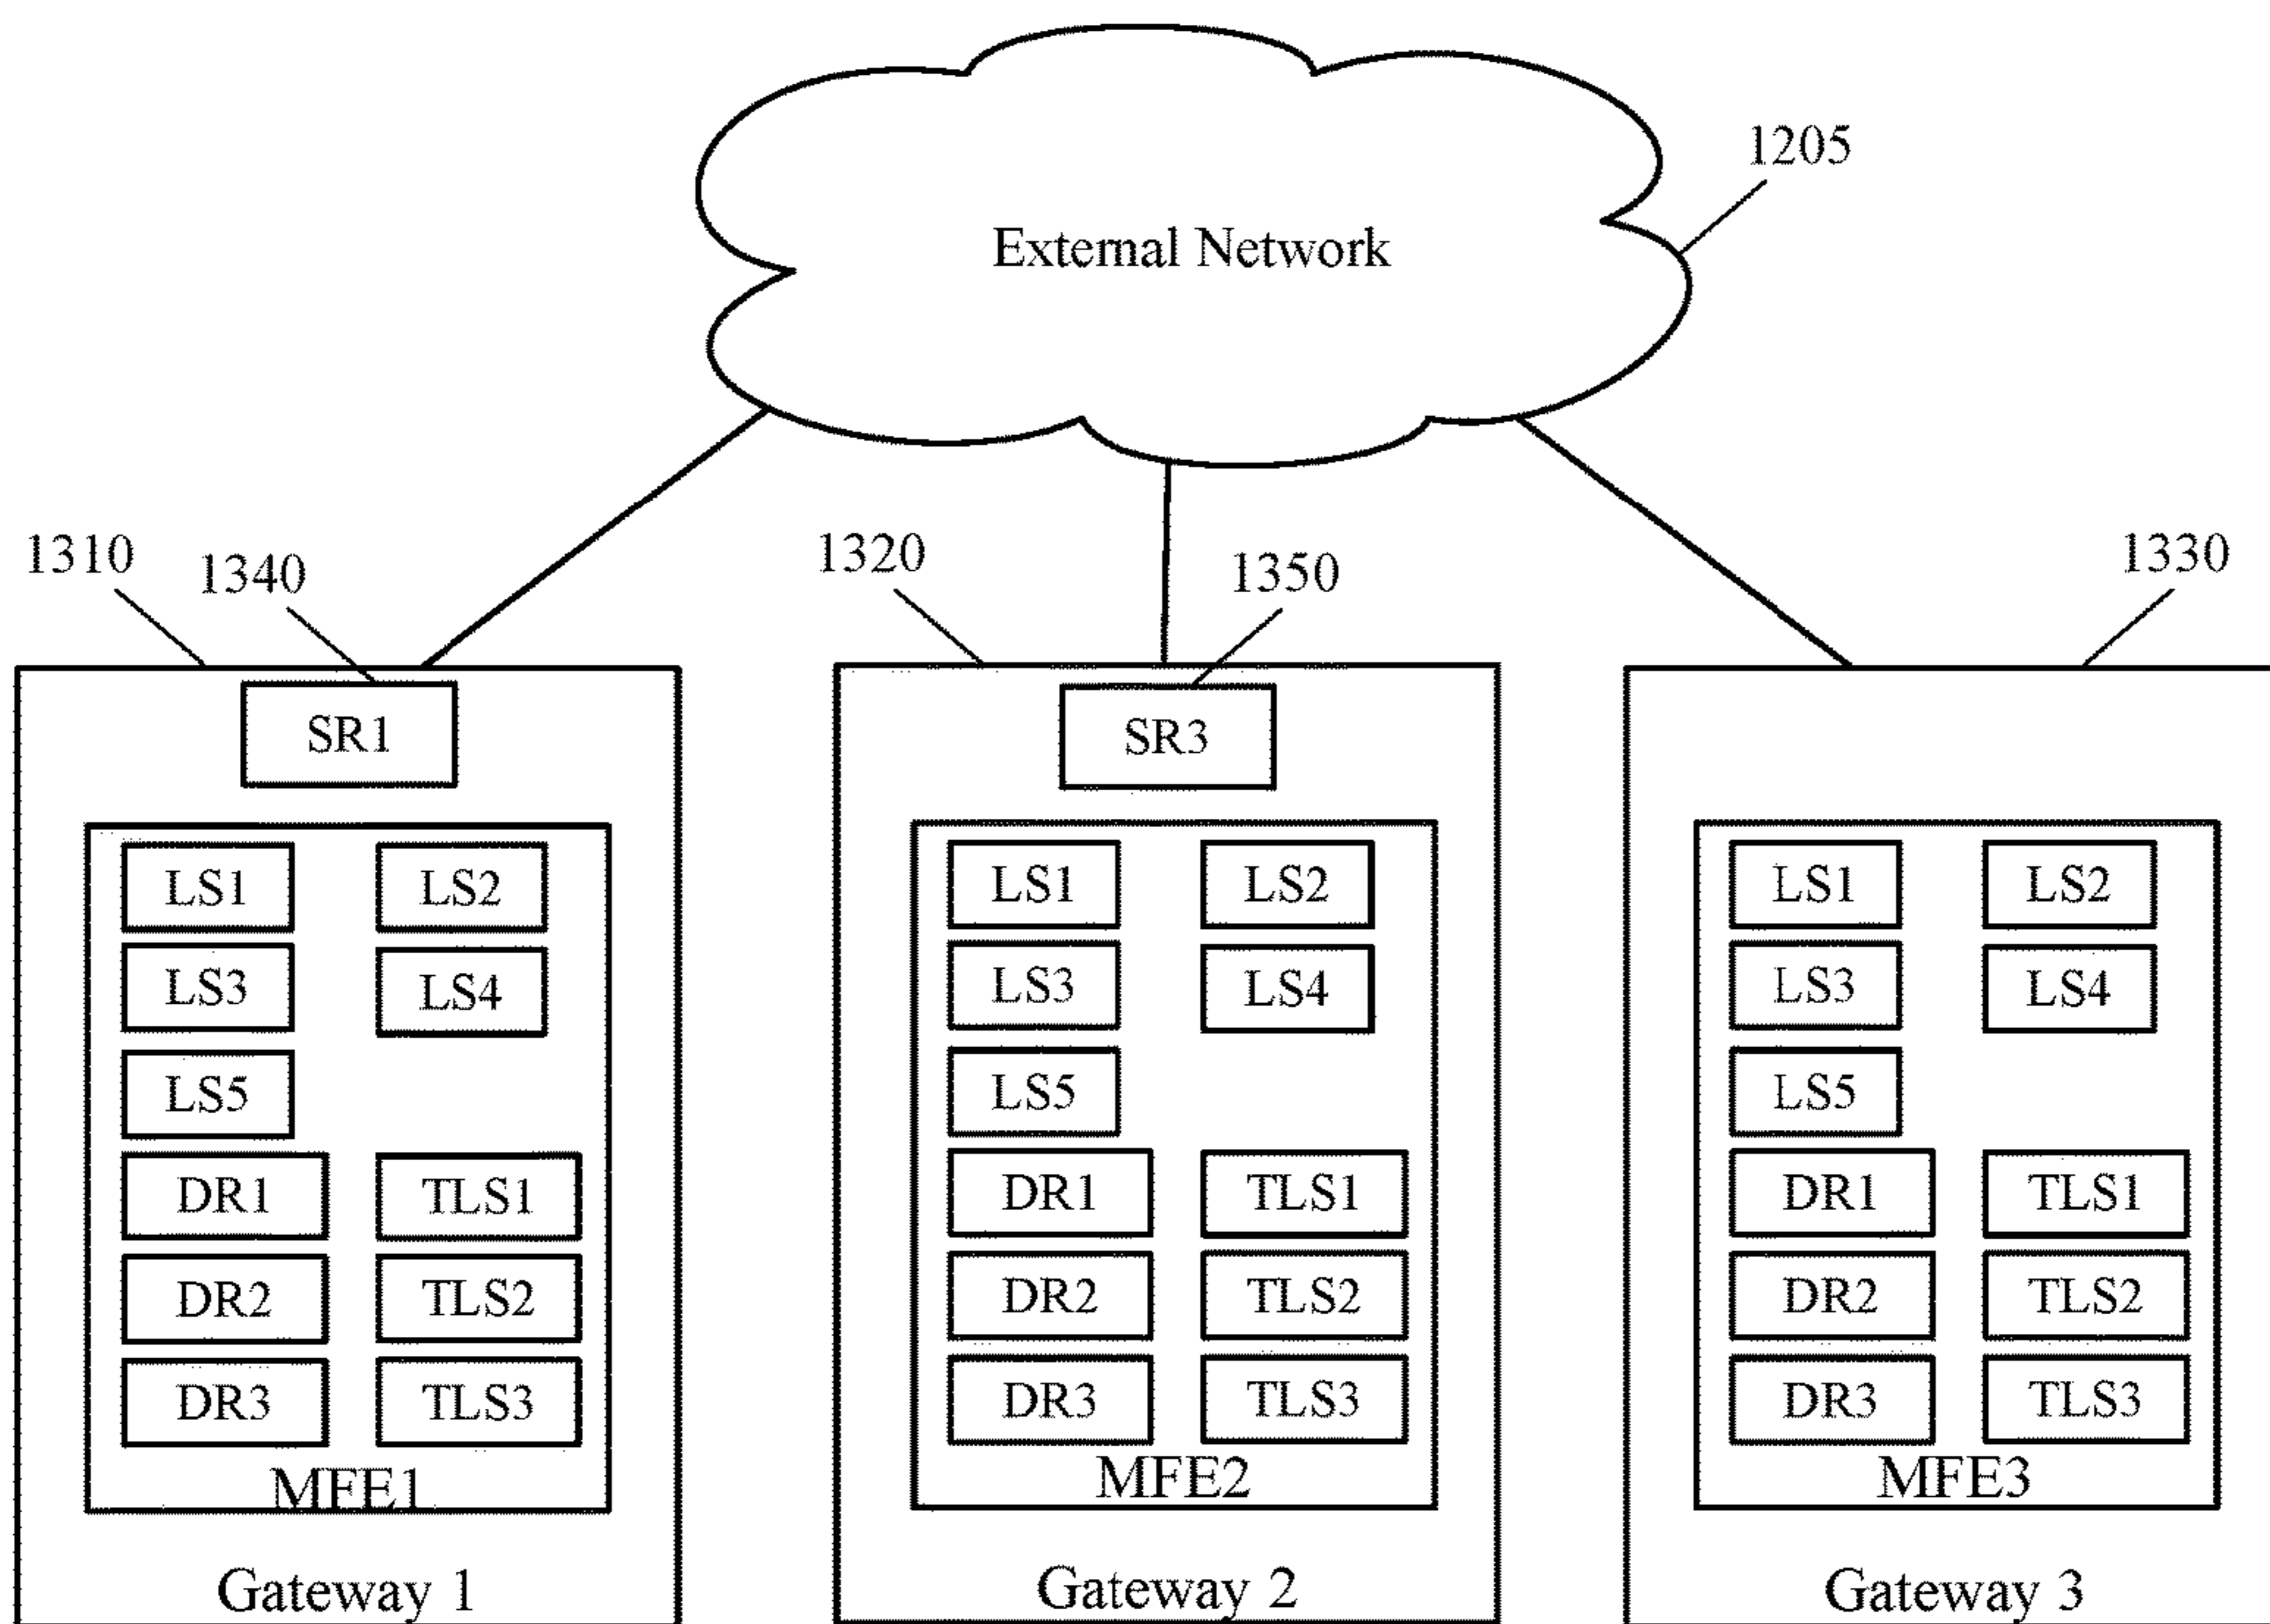 1205
External Network
1310
1340
1320
1350
1330
SR1
SR3
LS1 LS2
LS3 LS4
LS5
DR1 TLS1
DR2 TLS2
DR3 TLS3
MFE1
Gateway 1
LS1 LS2
LS3 LS4
LS5
DR1 TLS1
DR2 TLS2
DR3 TLS3
MFE2
Gateway 2
LS1 LS2
LS3 LS4
LS5
DR1 TLS1
DR2 TLS2
DR3 TLS3
MFE3
Gateway 3